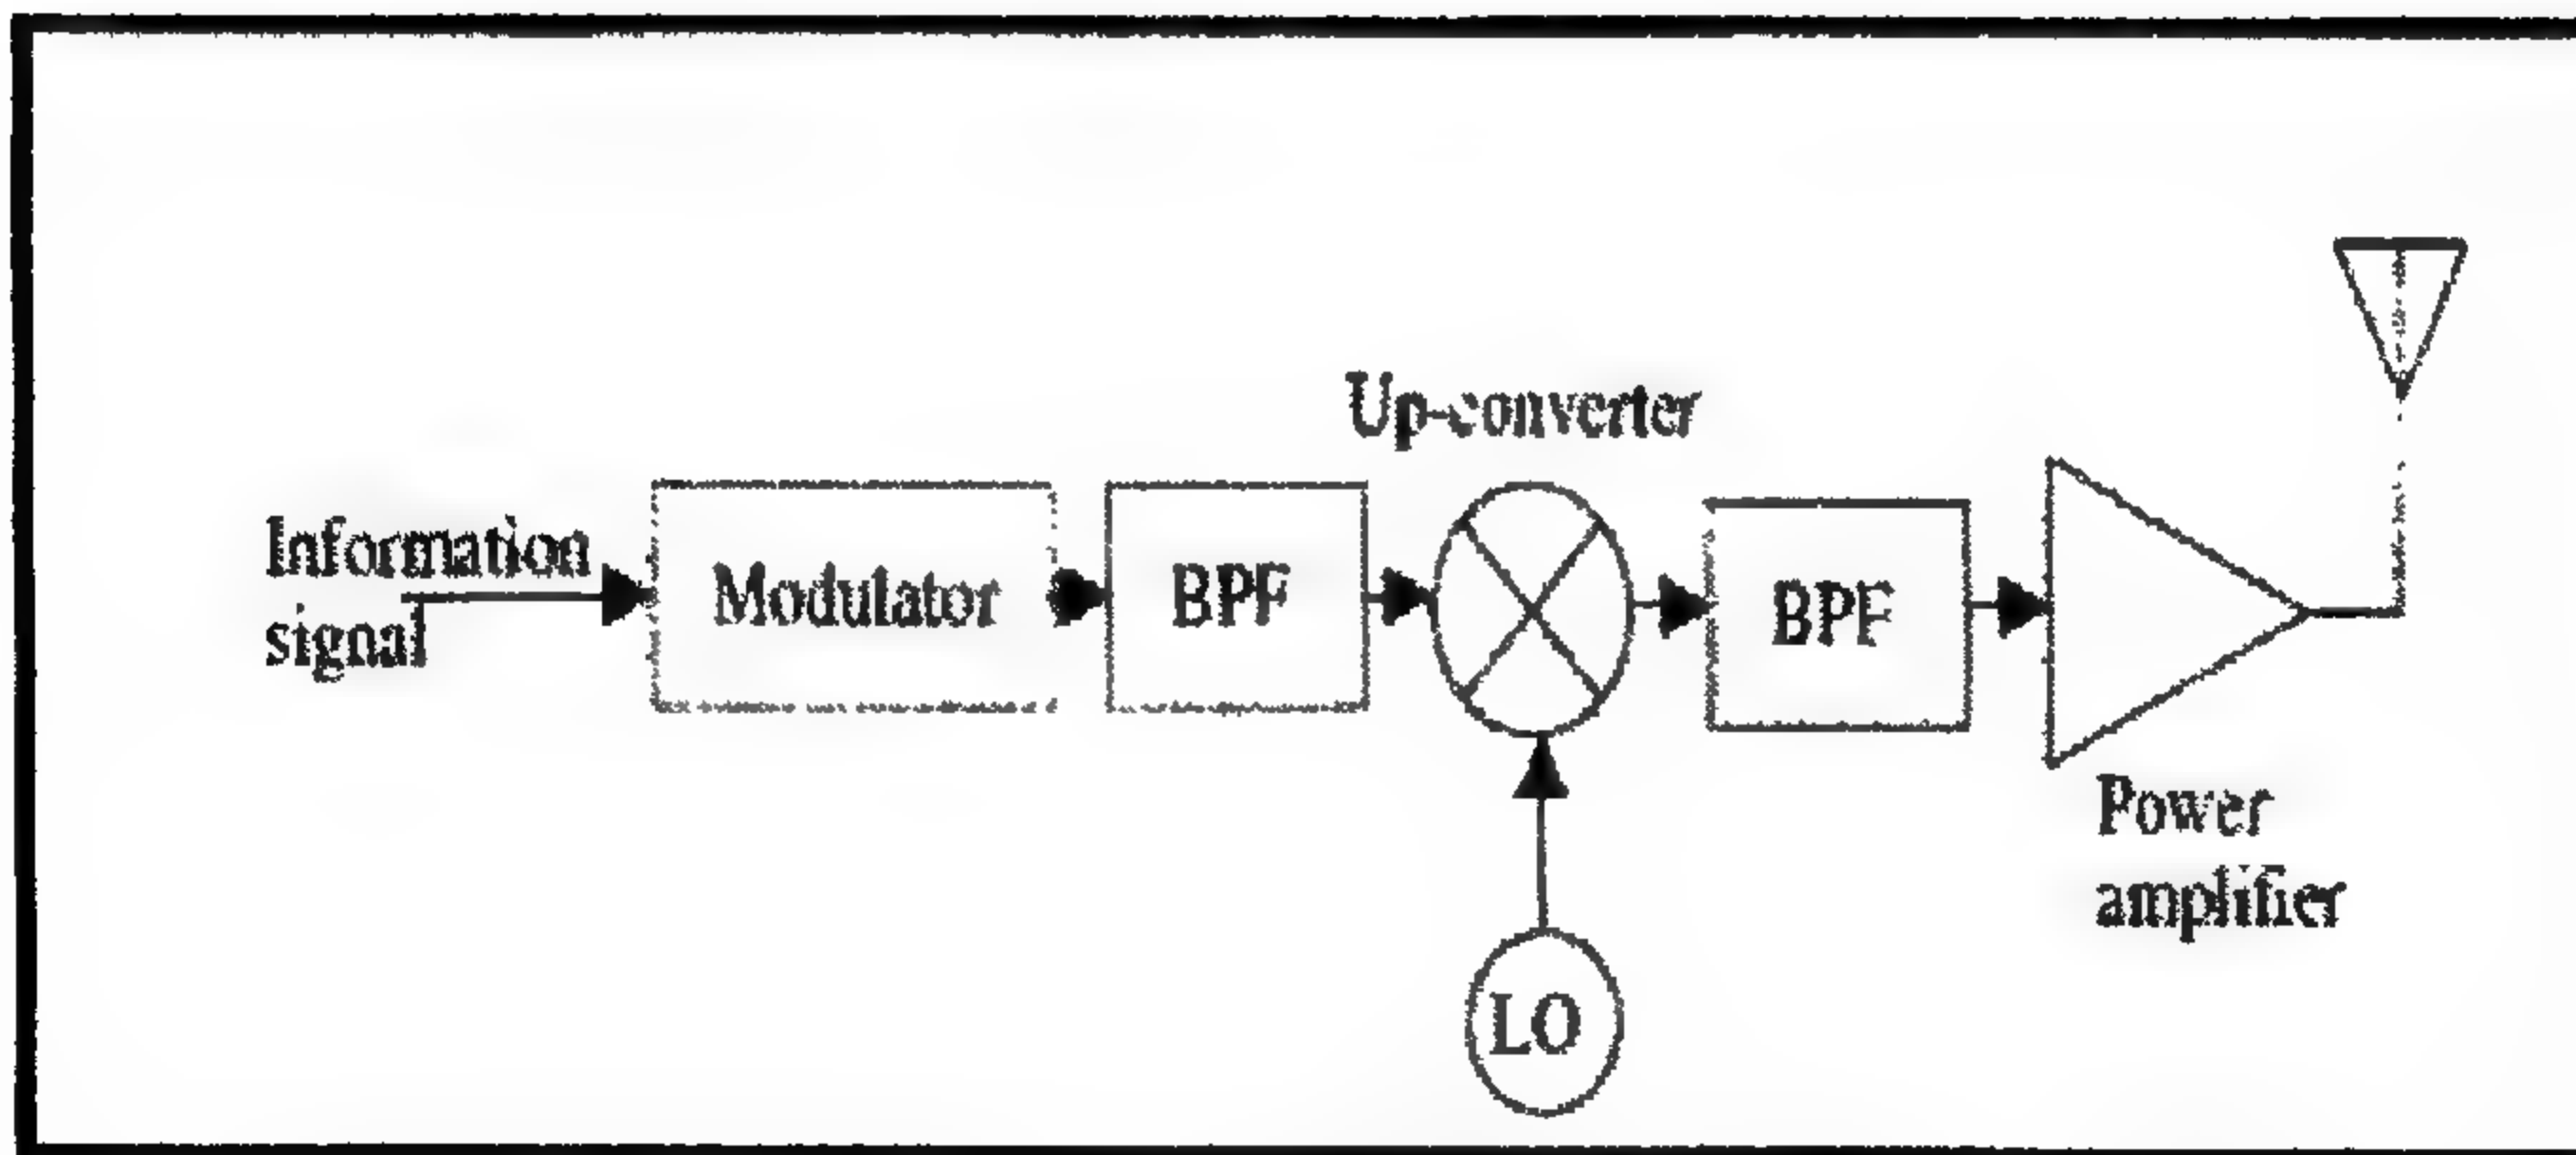 Up-converter
Information
signal
Modulator
BPF
BPF
Power
amplifier
LO